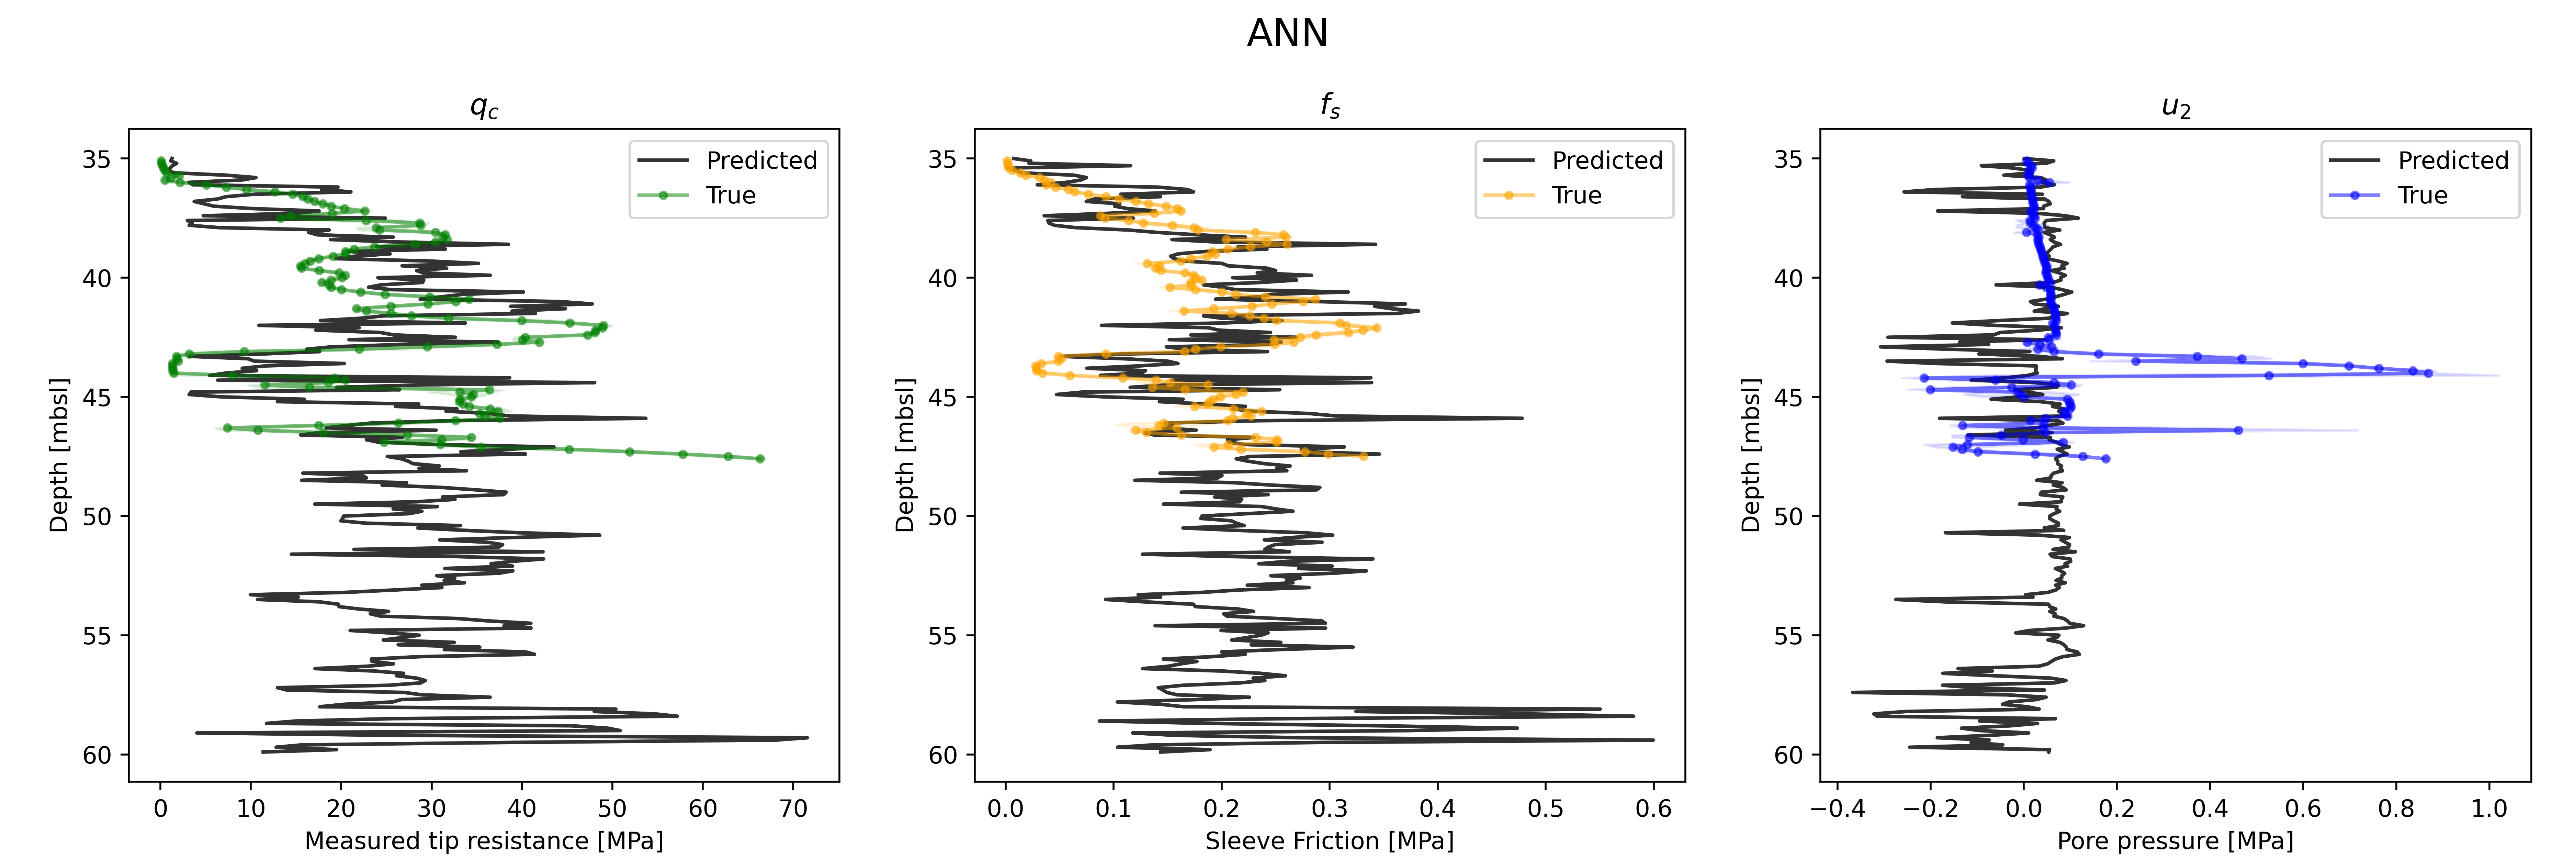 ANN
q_c
Predicted
True
35
40
45
50
55
60
Depth [mbsl]
0 10 20 30 40 50 60 70
Measured tip resistance [MPa]
f_s
Predicted
True
35
40
45
50
55
60
Depth [mbsl]
0.0 0.1 0.2 0.3 0.4 0.5 0.6
Sleeve Friction [MPa]
u_2
Predicted
True
35
40
45
50
55
60
Depth [mbsl]
−0.4 −0.2 0.0 0.2 0.4 0.6 0.8 1.0
Pore pressure [MPa]